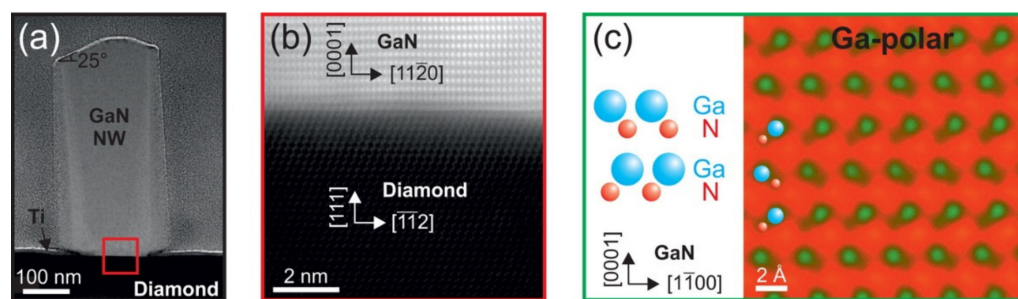 (a)
25°
GaN
NW
Ti
100 nm
Diamond
(b)
GaN
[0001]
[112̄0]
Diamond
[111]
[1̄1̄2]
2 nm
(c)
Ga
N
Ga
N
GaN
[0001]
[11̄00]
Ga-polar
2 Å